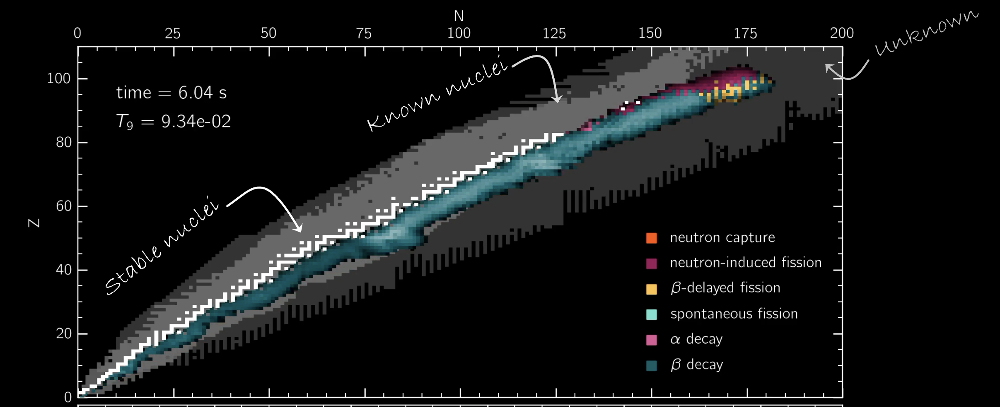 N
0 25 50 75 100 125 150 175 200
Unknown
Known nuclei
100
time = 6.04 s
T₉ = 9.34e-02
80
Stable nuclei
60
Z
40
20
0
neutron capture
neutron-induced fission
β-delayed fission
spontaneous fission
α decay
β decay